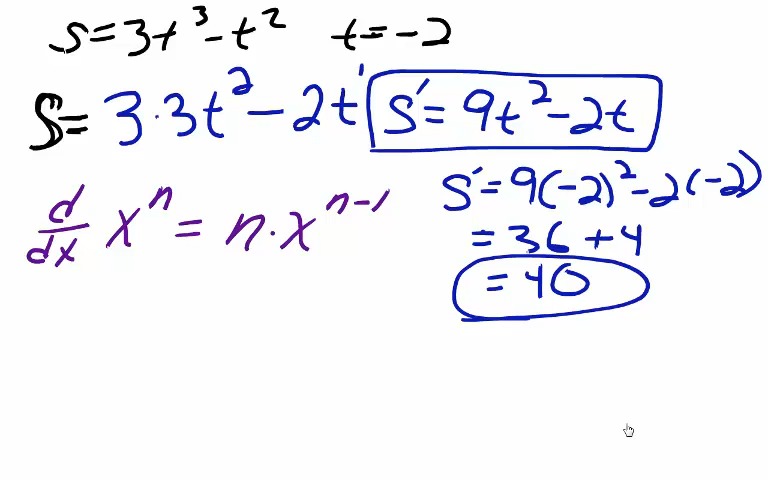 s = 3t³ - t²   t = -2
S = 3·3t² - 2t¹   S' = 9t² - 2t
S' = 9(-2)² - 2(-2)
d/dx xⁿ = n·xⁿ⁻¹
= 36 + 4
= 40